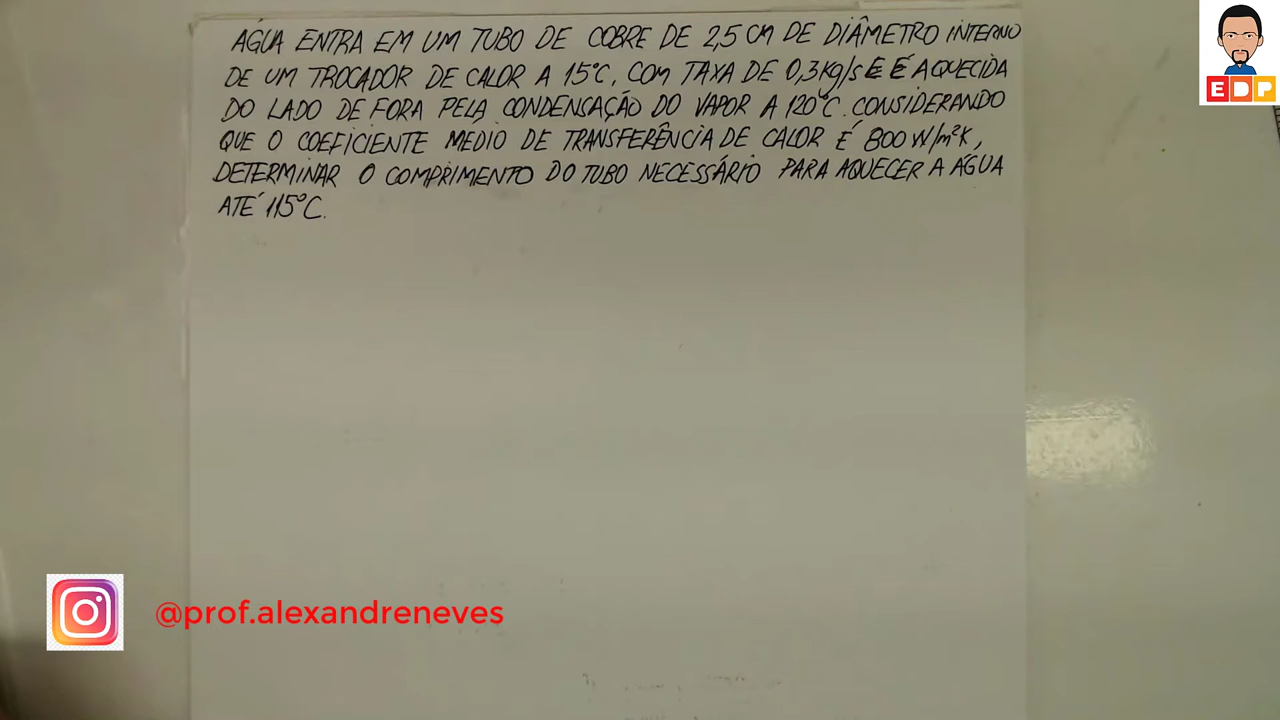 ÁGUA ENTRA EM UM TUBO DE COBRE DE 2,5 CM DE DIÂMETRO INTERNO
DE UM TROCADOR DE CALOR A 15°C, COM TAXA DE 0,3 kg/s E É AQUECIDA
DO LADO DE FORA PELA CONDENSAÇÃO DO VAPOR A 120°C. CONSIDERANDO
QUE O COEFICIENTE MEDIO DE TRANSFERÊNCIA DE CALOR É 800 W/m²K,
DETERMINAR O COMPRIMENTO DO TUBO NECESSÁRIO PARA AQUECER A ÁGUA
ATÉ 115°C.
EDP
@prof.alexandreneves